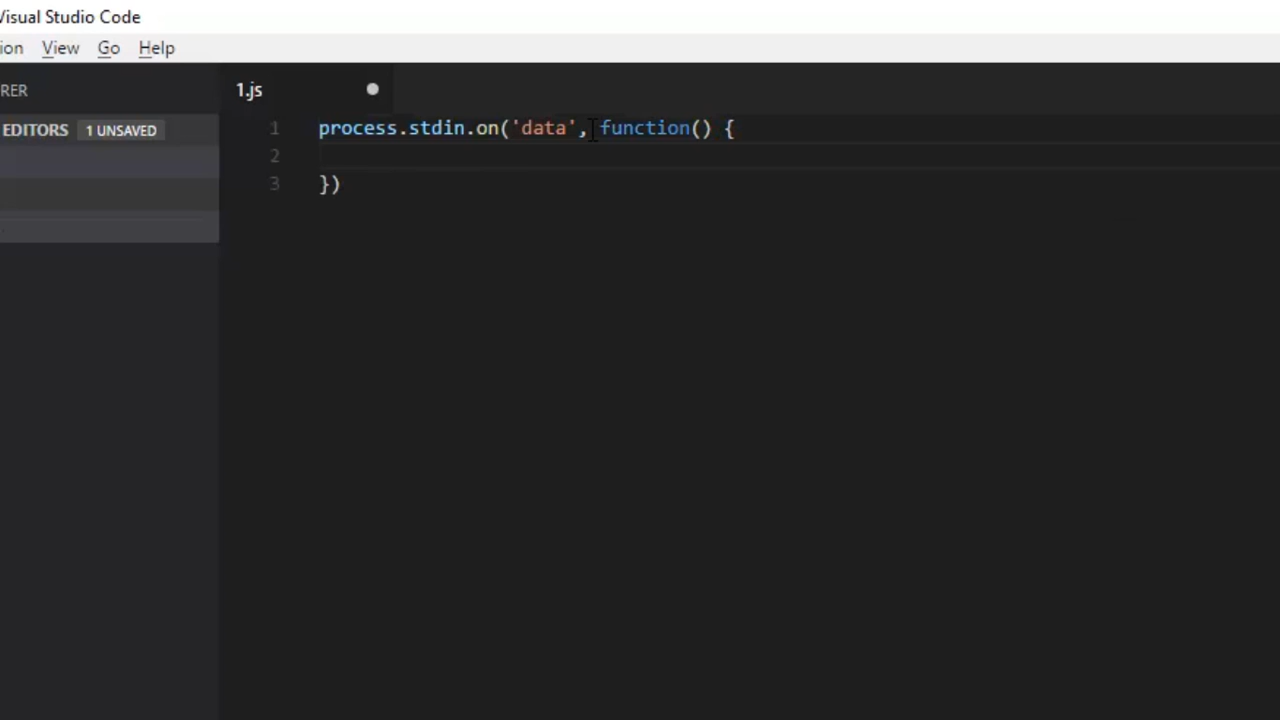 Visual Studio Code
ion View Go Help
RER
1.js
EDITORS 1 UNSAVED
1 process.stdin.on('data', function() {
2
3 })